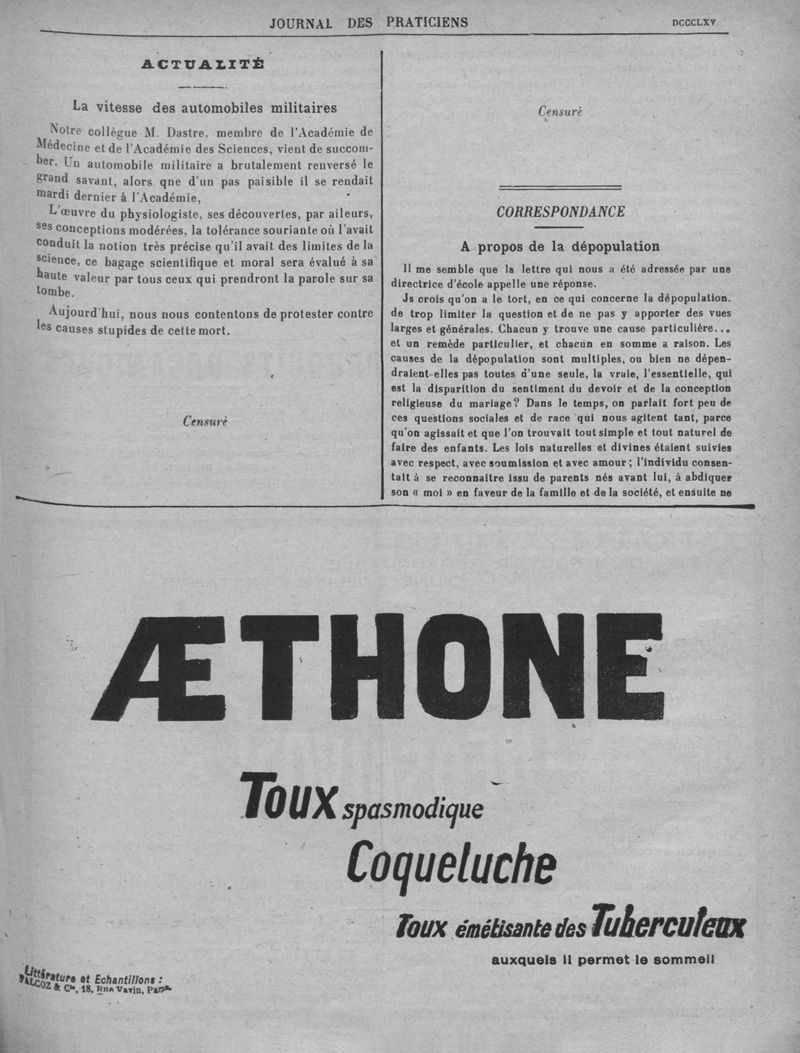 JOURNAL DES PRATICIENS
DCCCLXV
ACTUALITÉ
La vitesse des automobiles militaires
Notre collègue M. Dastre, membre de l'Académie de
Médecine et de l'Académie des Sciences, vient de succom-
ber. Un automobile militaire a brutalement renversé le
grand savant, alors qne d'un pas paisible il se rendait
mardi dernier à l'Académie,
L'œuvre du physiologiste, ses découvertes, par aileurs,
ses conceptions modérées, la tolérance souriante où l'avait
conduit la notion très précise qu'il avait des limites de la
science, ce bagage scientifique et moral sera évalué à sa
haute valeur par tous ceux qui prendront la parole sur sa
tombe.
Aujourd'hui, nous nous contentons de protester contre
les causes stupides de cette mort.
Censuré
Censuré
CORRESPONDANCE
A propos de la dépopulation
Il me semble que la lettre qui nous a été adressée par une
directrice d'école appelle une réponse.
Js crois qu'on a le tort, en ce qui concerne la dépopulation.
de trop limiter la question et de ne pas y apporter des vues
larges et générales. Chacun y trouve une cause particulière...
et un remède particulier, et chacun en somme a raison. Les
causes de la dépopulation sont multiples, ou bien ne dépen-
draient-elles pas toutes d'une seule, la vraie, l'essentielle, qui
est la disparition du sentiment du devoir et de la conception
religieuse du mariage? Dans le temps, on parlait fort peu de
ces questions sociales et de race qui nous agitent tant, parce
qu'on agissait et que l'on trouvait tout simple et tout naturel de
faire des enfants. Les lois naturelles et divines étaient suivies
avec respect, avec soumission et avec amour; l'individu consen-
tait à se reconnaitre issu de parents nés avant lui, à abdiquer
son « moi » en faveur de la famille et de la société, et ensuite ne
ÆTHONE
Toux spasmodique
Coqueluche
Toux émétisante des Tuberculeux
auxquels il permet le sommeil
Littérature et Echantillons :
FALCOZ & Cie, 18, Rue Vavin, Paris.